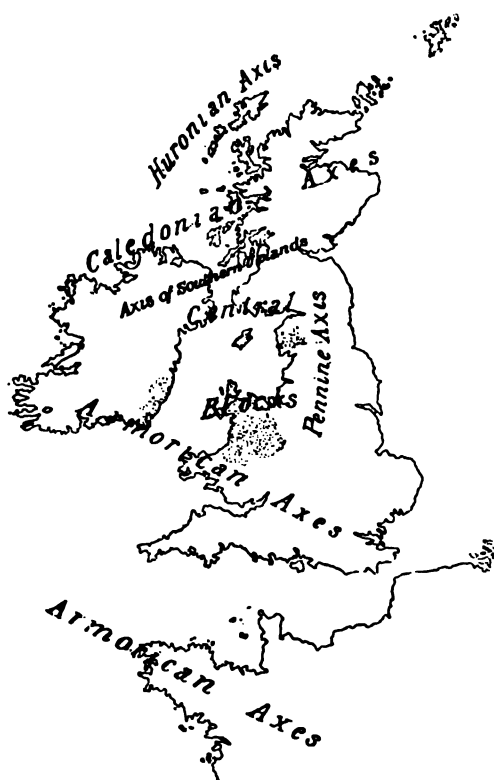 Huronian Axis
Caledonian Axes
Axis of Southern Uplands
Central
Blocks
Pennine Axis
Armorican Axes
Armorican Axes